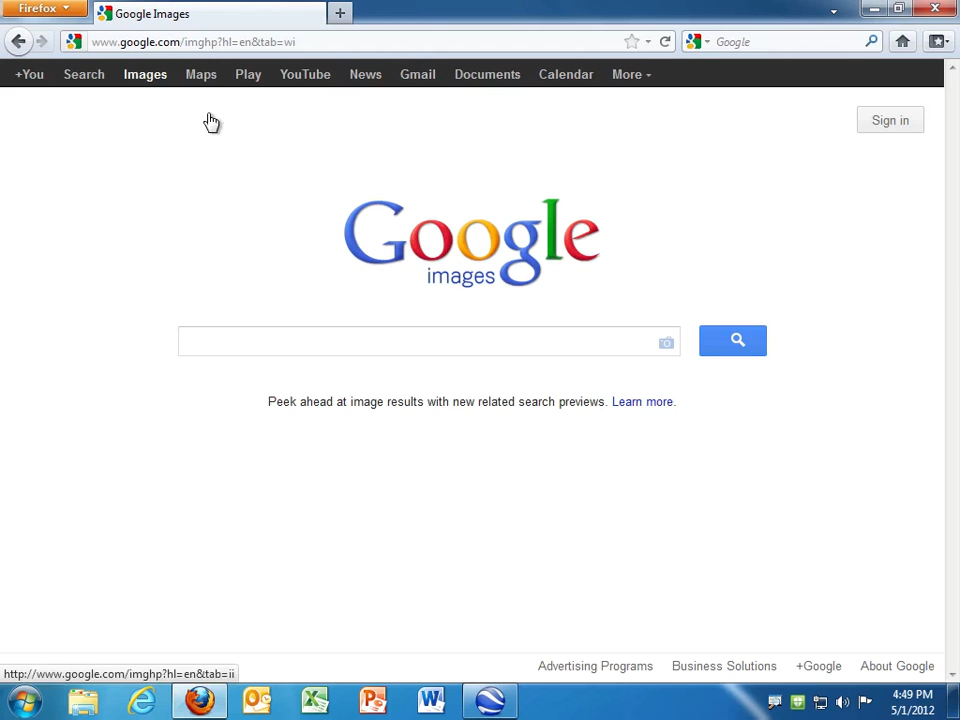 Firefox
Google Images
www.google.com/imghp?hl=en&tab=wi
Google
+You Search Images Maps Play YouTube News Gmail Documents Calendar More
Sign in
Google
images
Peek ahead at image results with new related search previews. Learn more.
Advertising Programs Business Solutions +Google About Google
http://www.google.com/imghp?hl=en&tab=ii
4:49 PM
5/1/2012